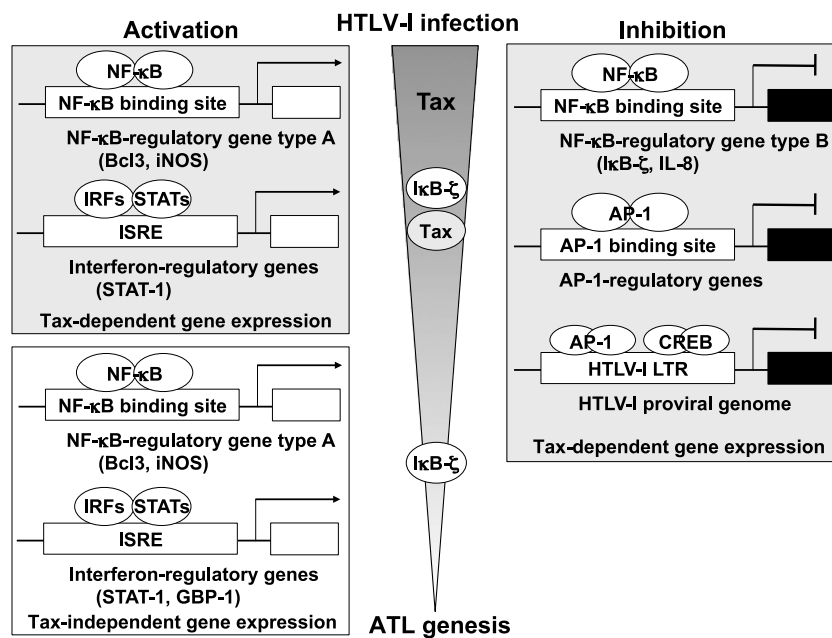 HTLV-I infection
Activation
NF-κB
NF-κB binding site
NF-κB-regulatory gene type A
(Bcl3, iNOS)
IRFs STATs
ISRE
Interferon-regulatory genes
(STAT-1)
Tax-dependent gene expression
NF-κB
NF-κB binding site
NF-κB-regulatory gene type A
(Bcl3, iNOS)
IRFs STATs
ISRE
Interferon-regulatory genes
(STAT-1, GBP-1)
Tax-independent gene expression
Tax
IκB-ζ
Tax
IκB-ζ
ATL genesis
Inhibition
NF-κB
NF-κB binding site
NF-κB-regulatory gene type B
(IκB-ζ, IL-8)
AP-1
AP-1 binding site
AP-1-regulatory genes
AP-1 CREB
HTLV-I LTR
HTLV-I proviral genome
Tax-dependent gene expression